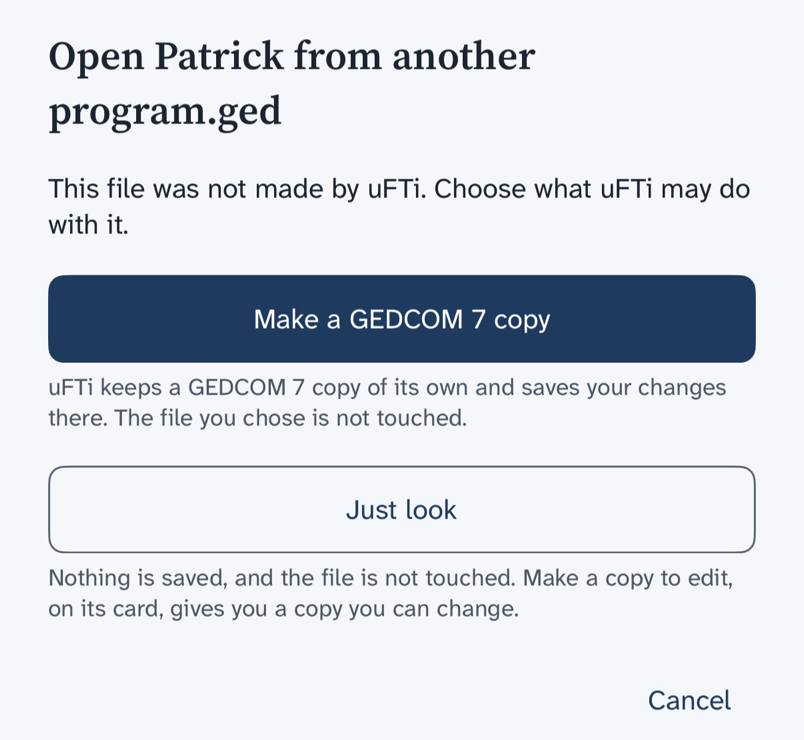 Open Patrick from another
program.ged
This file was not made by uFTi. Choose what uFTi may do
with it.
Make a GEDCOM 7 copy
uFTi keeps a GEDCOM 7 copy of its own and saves your changes
there. The file you chose is not touched.
Just look
Nothing is saved, and the file is not touched. Make a copy to edit,
on its card, gives you a copy you can change.
Cancel